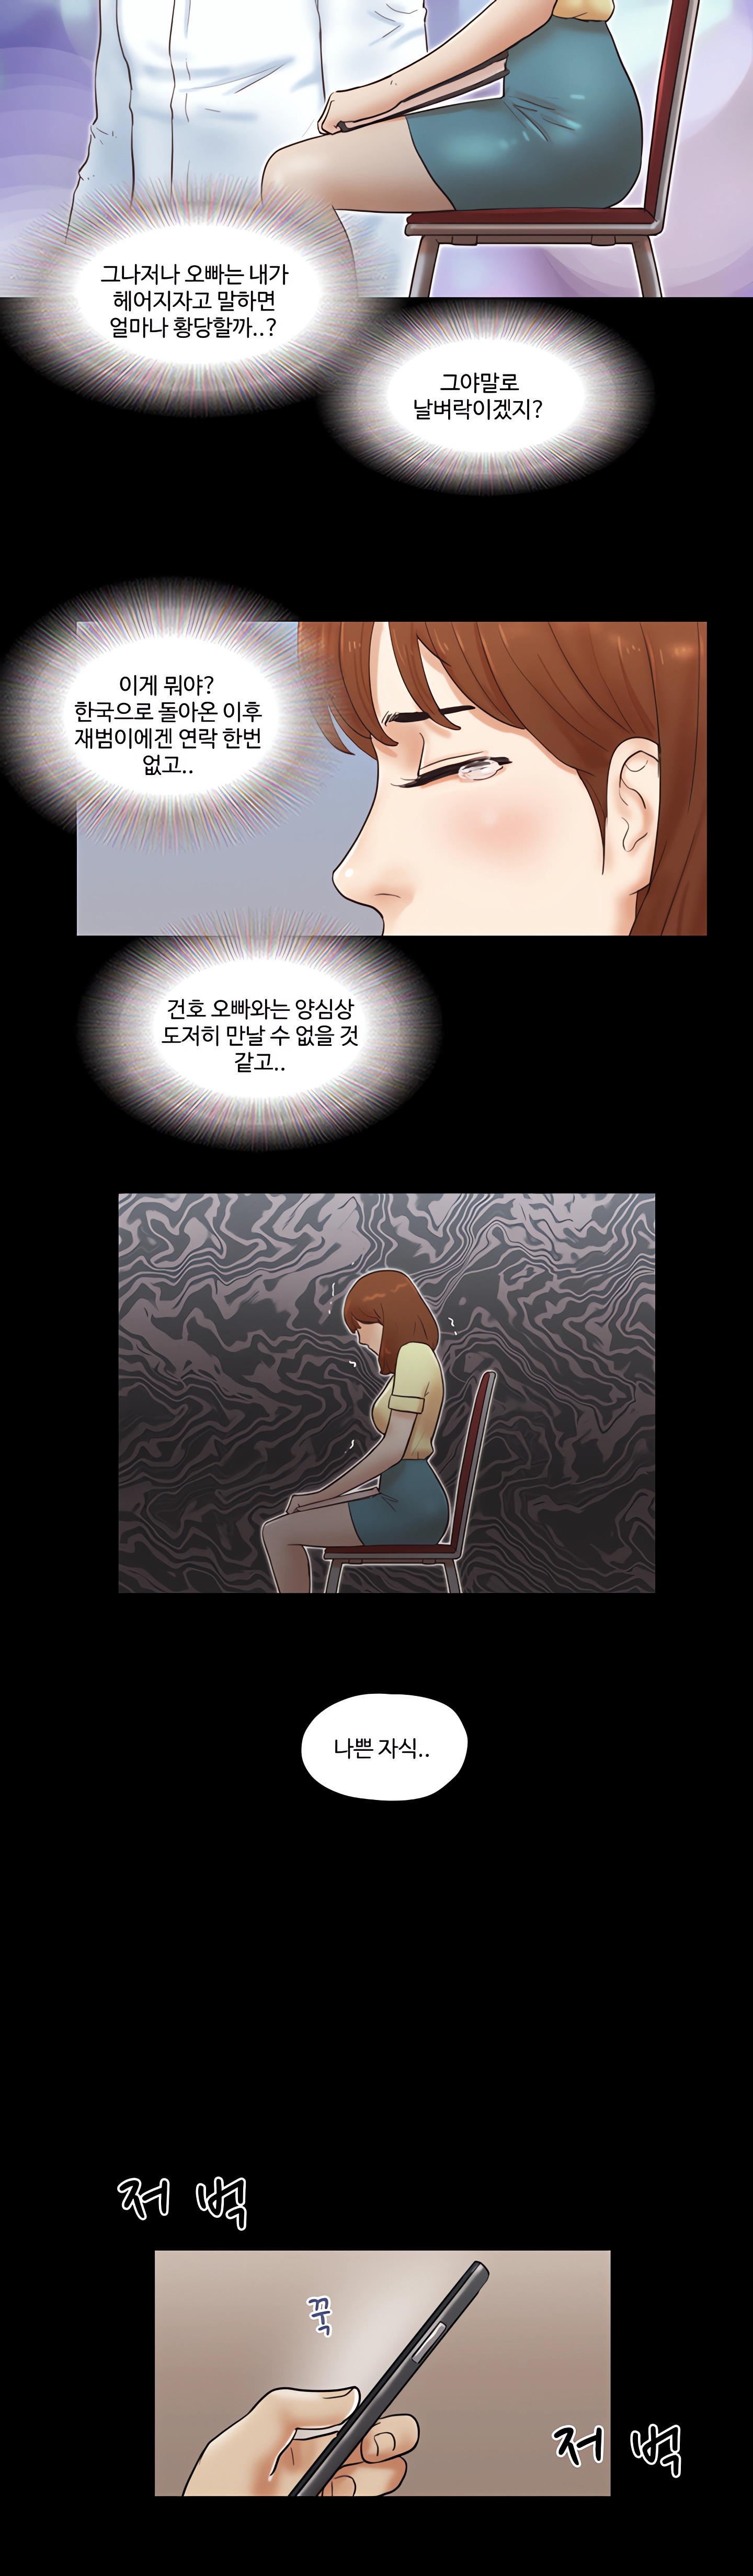 그나저나 오빠는 내가
헤어지자고 말하면
얼마나 황당할까..?
그야말로
날벼락이겠지?
이게 뭐야?
한국으로 돌아온 이후
재범이에겐 연락 한번
없고..
건호 오빠와는 양심상
도저히 만날 수 없을 것
같고..
나쁜 자식..
저 벅
꾹
저 벅